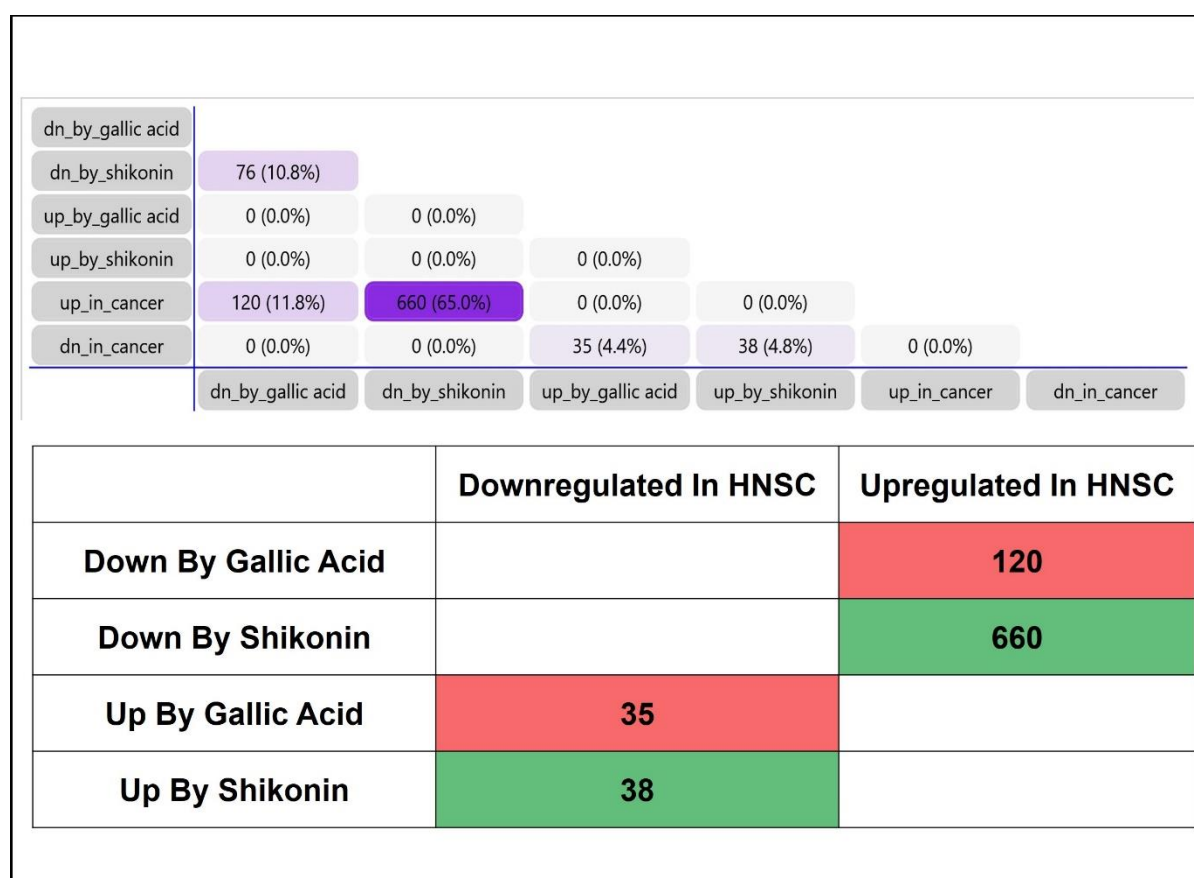 dn_by_gallic acid
dn_by_shikonin 76 (10.8%)
up_by_gallic acid 0 (0.0%) 0 (0.0%)
up_by_shikonin 0 (0.0%) 0 (0.0%) 0 (0.0%)
up_in_cancer 120 (11.8%) 660 (65.0%) 0 (0.0%) 0 (0.0%)
dn_in_cancer 0 (0.0%) 0 (0.0%) 35 (4.4%) 38 (4.8%) 0 (0.0%)
dn_by_gallic acid dn_by_shikonin up_by_gallic acid up_by_shikonin up_in_cancer dn_in_cancer
Downregulated In HNSC Upregulated In HNSC
Down By Gallic Acid 120
Down By Shikonin 660
Up By Gallic Acid 35
Up By Shikonin 38